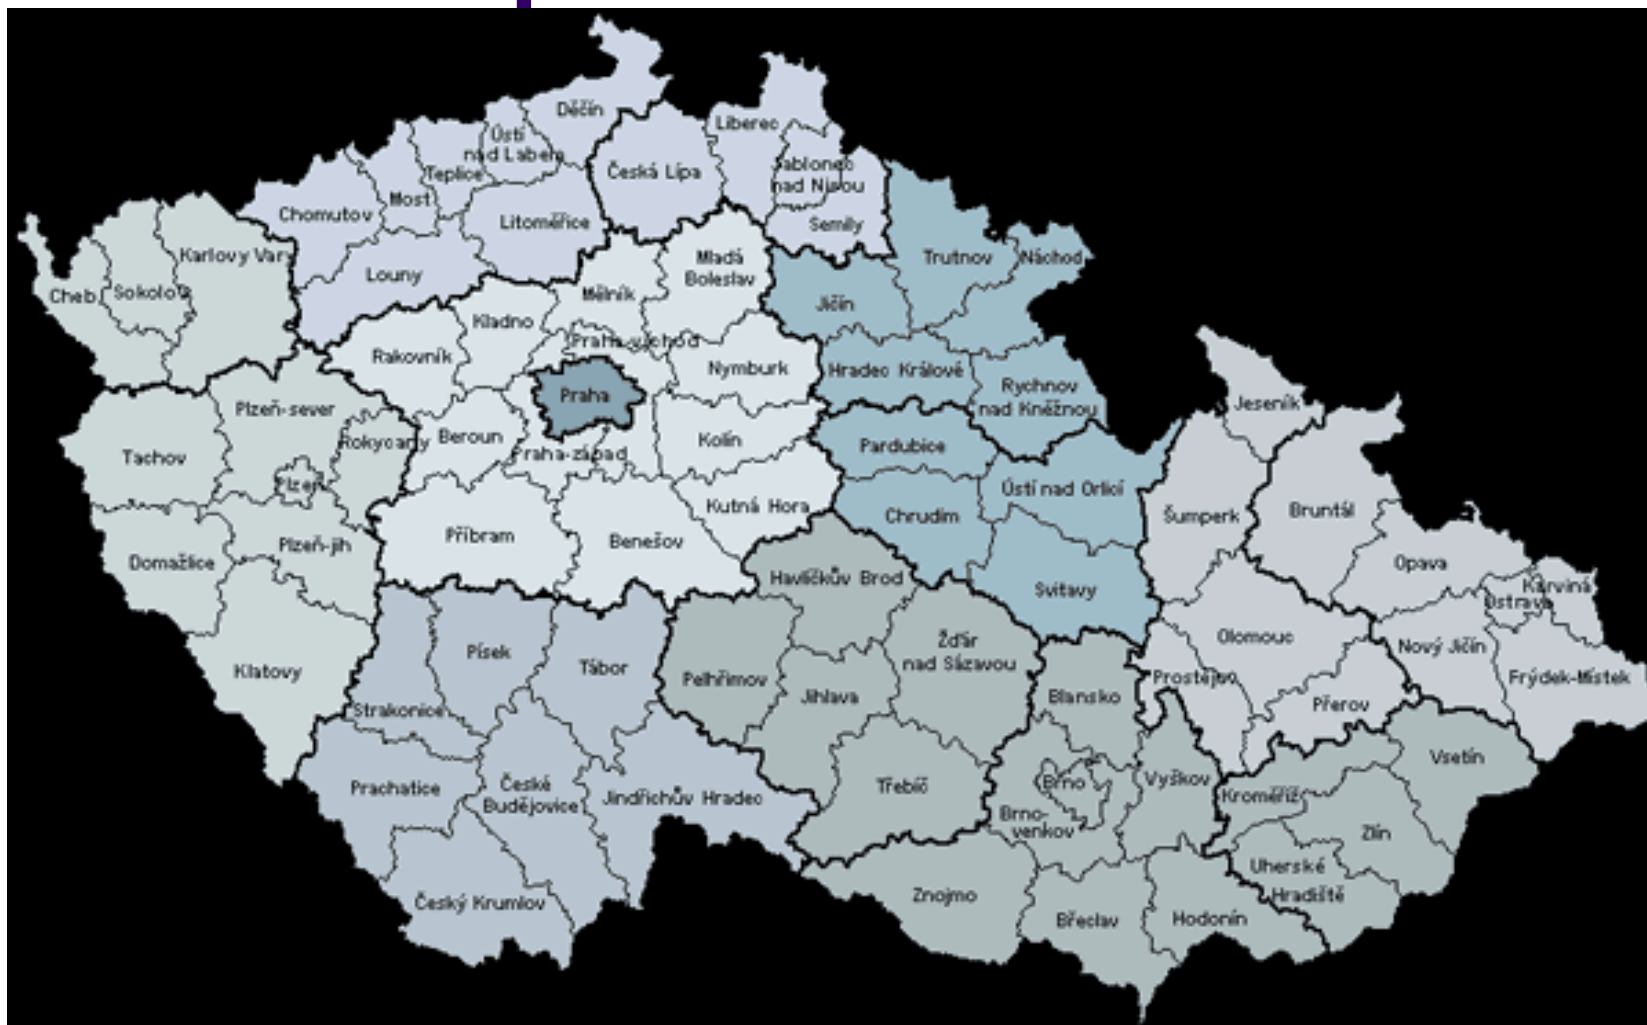 Děčín
Liberec
Ústí
nad Labem
Česká Lípa
Jablonec
nad Nisou
Teplice
Most
Chomutov
Litoměřice
Semily
Karlovy Vary
Louny
Mladá
Boleslav
Trutnov
Náchod
Cheb
Sokolov
Mělník
Jičín
Kladno
Praha-východ
Rakovník
Nymburk
Hradec Králové
Rychnov
nad Kněžnou
Praha
Jeseník
Plzeň-sever
Rokycany
Beroun
Kolín
Pardubice
Tachov
Praha-západ
Plzeň
Ústí nad Orlicí
Kutná Hora
Chrudim
Šumperk
Bruntál
Příbram
Benešov
Plzeň-jih
Domažlice
Opava
Havlíčkův Brod
Svitavy
Karviná
Ostrava
Olomouc
Žďár
nad Sázavou
Nový Jičín
Písek
Tábor
Klatovy
Pelhřimov
Jihlava
Blansko
Prostějov
Frýdek-Místek
Strakonice
Přerov
Vsetín
Prachatice
České
Budějovice
Jindřichův Hradec
Třebíč
Brno
Vyškov
Kroměříž
Brno-
venkov
Zlín
Uherské
Hradiště
Český Krumlov
Znojmo
Břeclav
Hodonín